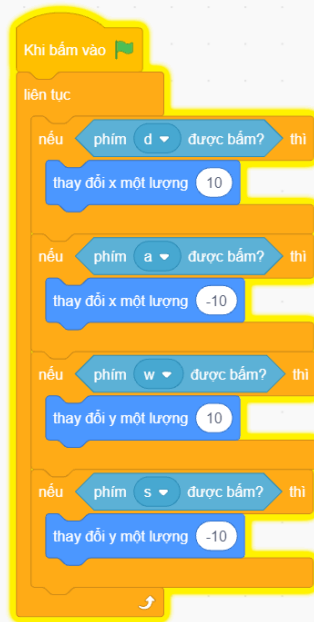 Khi bấm vào
liên tục
nếu phím d được bấm? thì
thay đổi x một lượng 10
nếu phím a được bấm? thì
thay đổi x một lượng -10
nếu phím w được bấm? thì
thay đổi y một lượng 10
nếu phím s được bấm? thì
thay đổi y một lượng -10